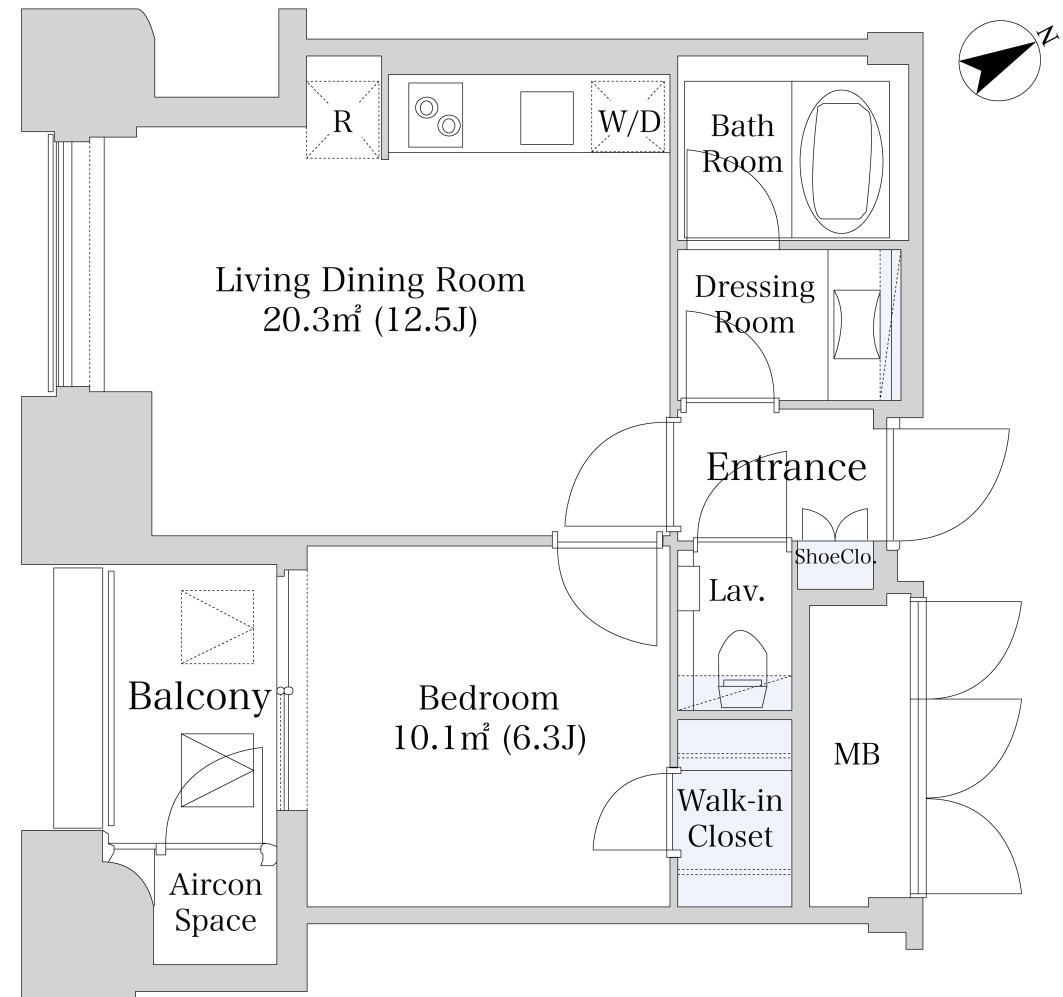 N
R
W/D
Bath
Room
Living Dining Room
20.3㎡ (12.5J)
Dressing
Room
Entrance
ShoeClo.
Lav.
Balcony
Bedroom
10.1㎡ (6.3J)
MB
Walk-in
Closet
Aircon
Space